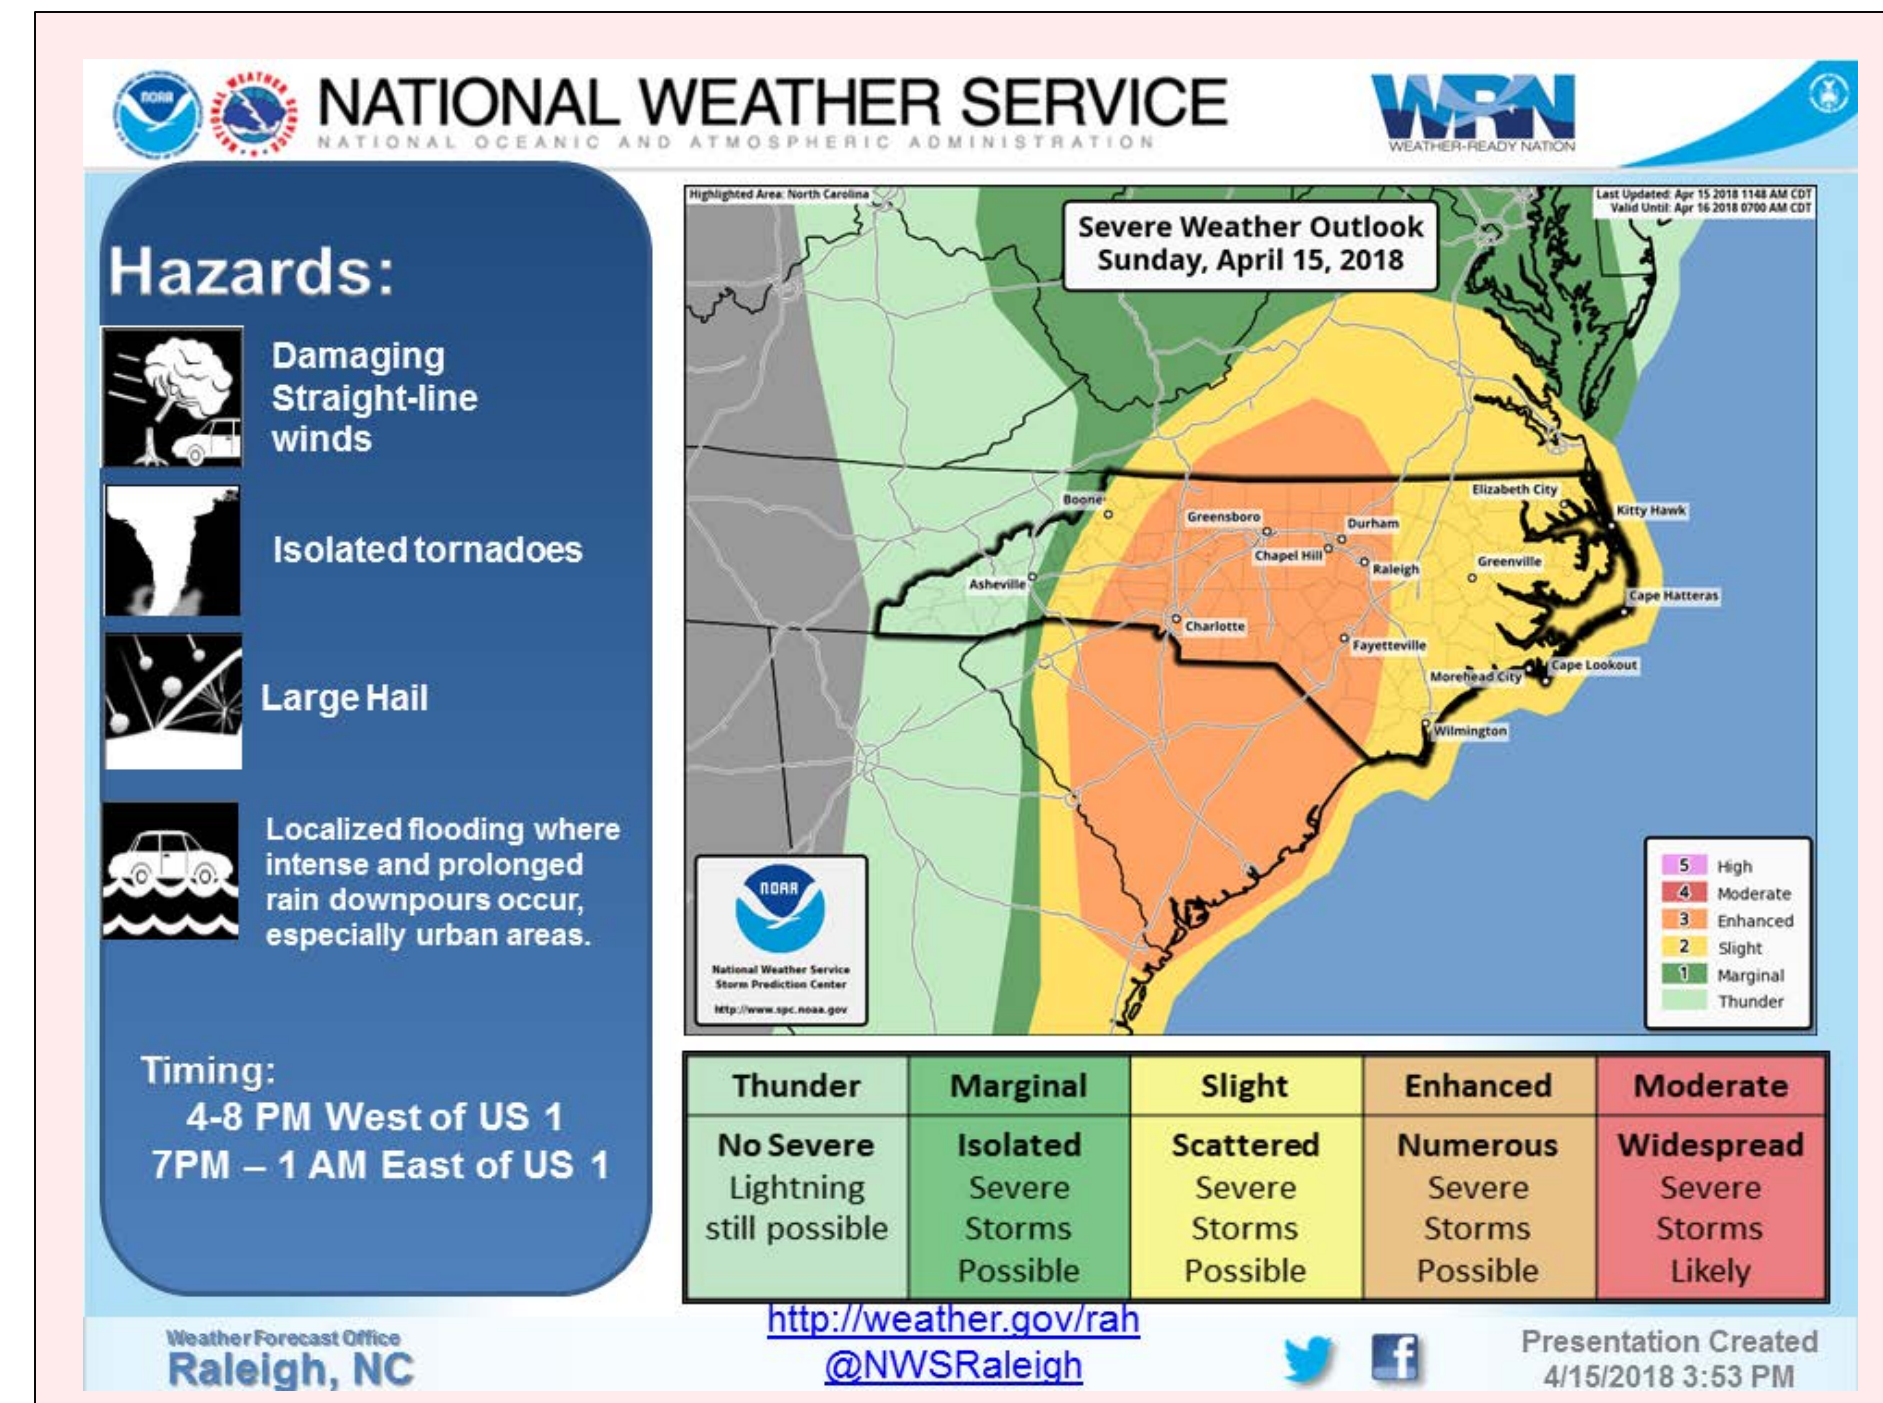 NOAA
NATIONAL WEATHER SERVICE
NATIONAL OCEANIC AND ATMOSPHERIC ADMINISTRATION
WRN
WEATHER-READY NATION
Hazards:
Damaging
Straight-line
winds
Isolated tornadoes
Large Hail
Localized flooding where
intense and prolonged
rain downpours occur,
especially urban areas.
Timing:
4-8 PM West of US 1
7PM – 1 AM East of US 1
Highlighted Area: North Carolina
Last Updated: Apr 15 2018 1148 AM CDT
Valid Until: Apr 16 2018 0700 AM CDT
Severe Weather Outlook
Sunday, April 15, 2018
Boone
Elizabeth City
Kitty Hawk
Greensboro
Durham
Chapel Hill
Raleigh
Greenville
Asheville
Cape Hatteras
Charlotte
Fayetteville
Cape Lookout
Morehead City
Wilmington
NOAA
National Weather Service
Storm Prediction Center
http://www.spc.noaa.gov
5 High
4 Moderate
3 Enhanced
2 Slight
1 Marginal
Thunder
Thunder Marginal Slight Enhanced Moderate
No Severe Isolated Scattered Numerous Widespread
Lightning Severe Severe Severe Severe
still possible Storms Storms Storms Storms
Possible Possible Possible Likely
http://weather.gov/rah
@NWSRaleigh
Weather Forecast Office
Raleigh, NC
Presentation Created
4/15/2018 3:53 PM